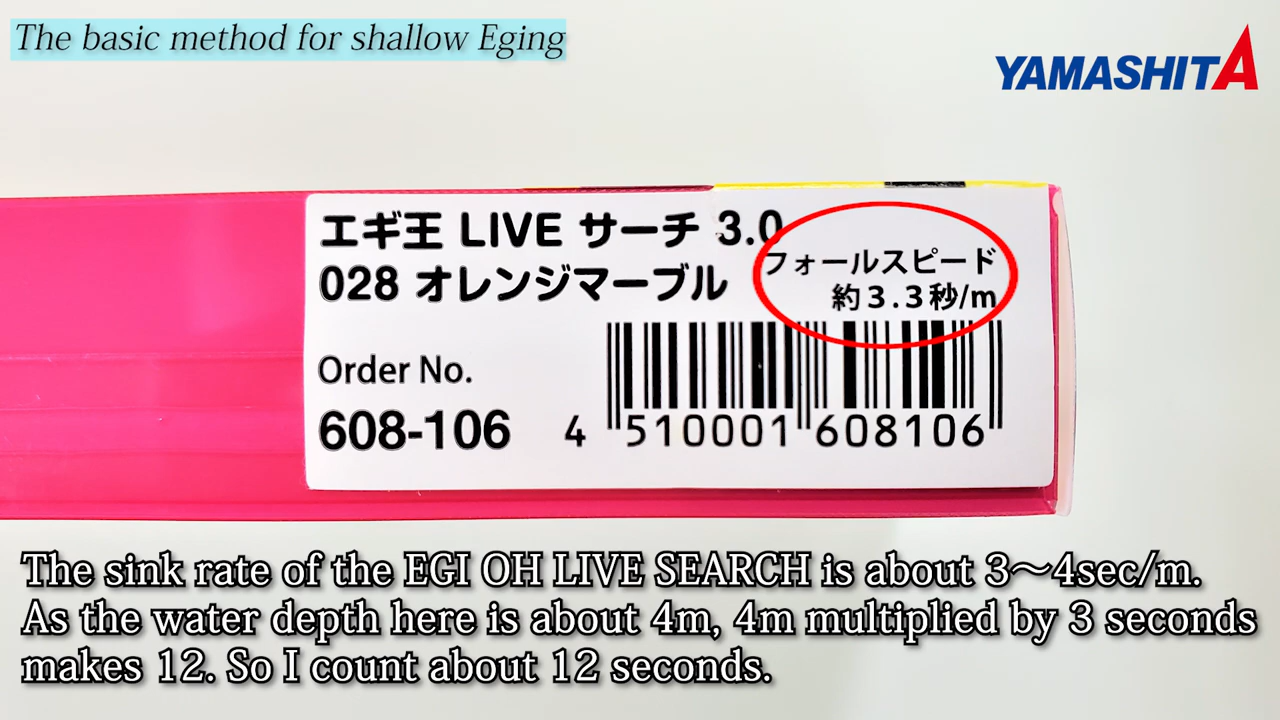 The basic method for shallow Eging
YAMASHITA
エギ王 LIVE サーチ 3.0
028 オレンジマーブル
フォールスピード
約3.3秒/m
Order No.
608-106
4 510001 608106
The sink rate of the EGI OH LIVE SEARCH is about 3〜4sec/m.
As the water depth here is about 4m, 4m multiplied by 3 seconds
makes 12. So I count about 12 seconds.